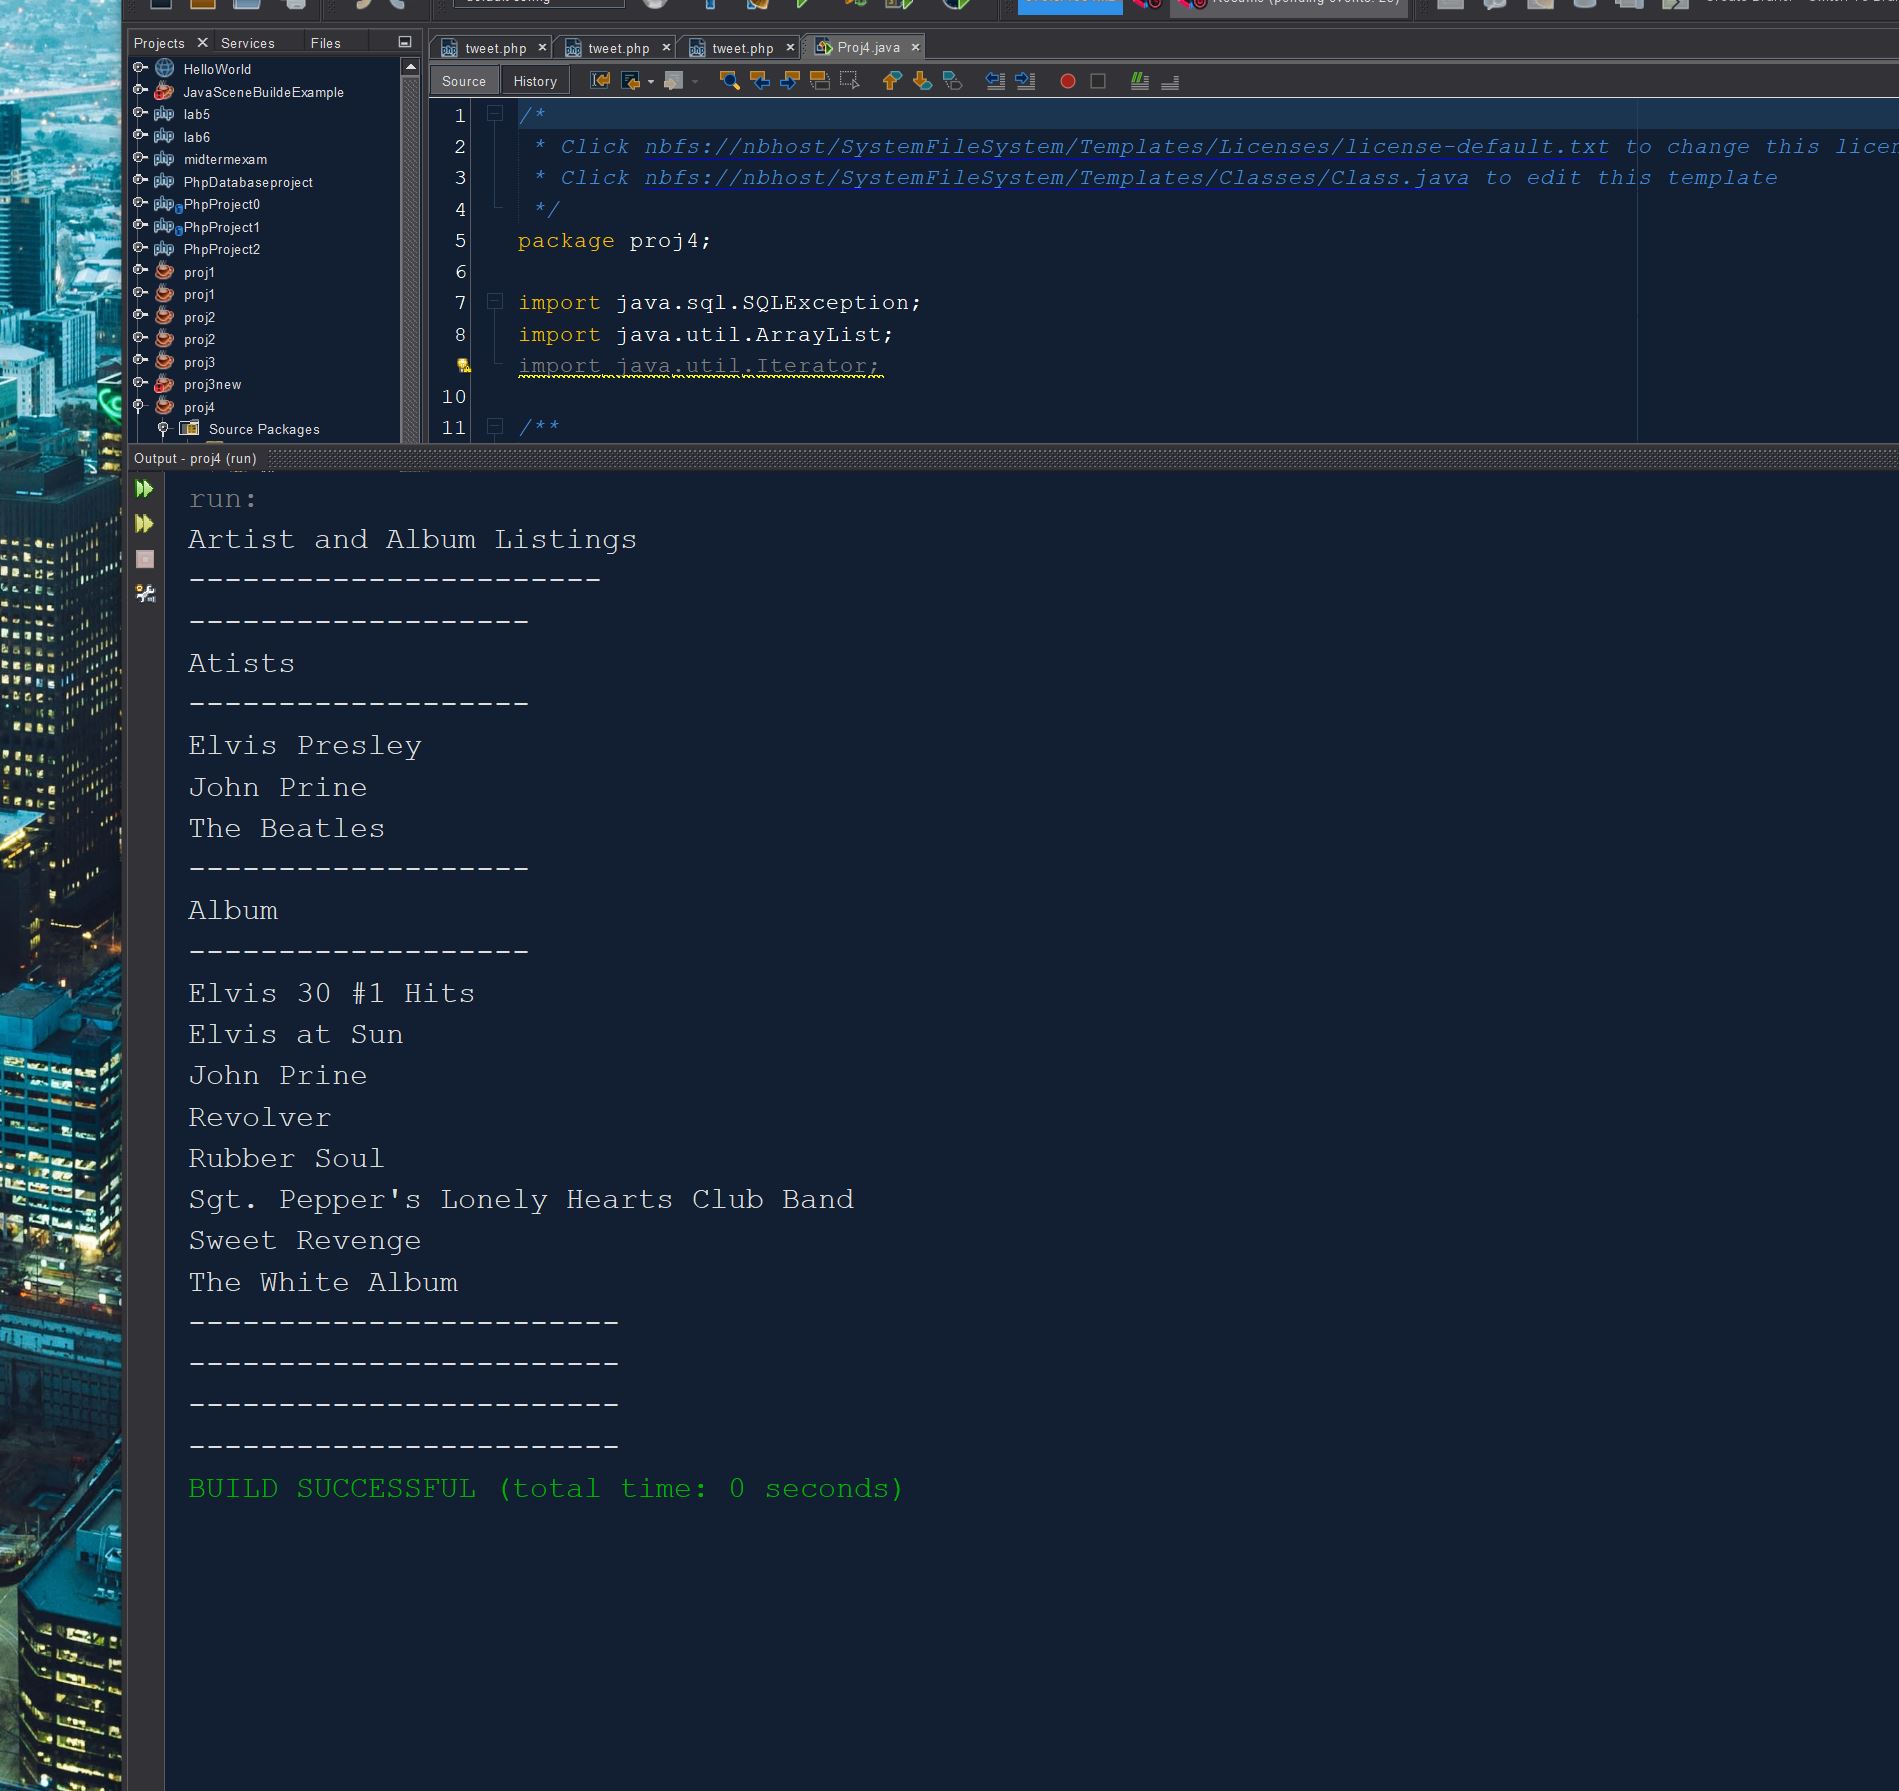 Projects Services Files
HelloWorld
JavaSceneBuildeExample
lab5
lab6
midtermexam
PhpDatabaseproject
PhpProject0
PhpProject1
PhpProject2
proj1
proj1
proj2
proj2
proj3
proj3new
proj4
Source Packages
tweet.php tweet.php tweet.php Proj4.java
Source History
1 /*
2 * Click nbfs://nbhost/SystemFileSystem/Templates/Licenses/license-default.txt to change this licen
3 * Click nbfs://nbhost/SystemFileSystem/Templates/Classes/Class.java to edit this template
4 */
5 package proj4;
6
7 import java.sql.SQLException;
8 import java.util.ArrayList;
import java.util.Iterator;
10
11 /**
Output - proj4 (run)
run:
Artist and Album Listings
-----------------------
-------------------
Atists
-------------------
Elvis Presley
John Prine
The Beatles
-------------------
Album
-------------------
Elvis 30 #1 Hits
Elvis at Sun
John Prine
Revolver
Rubber Soul
Sgt. Pepper's Lonely Hearts Club Band
Sweet Revenge
The White Album
------------------------
------------------------
------------------------
------------------------
BUILD SUCCESSFUL (total time: 0 seconds)